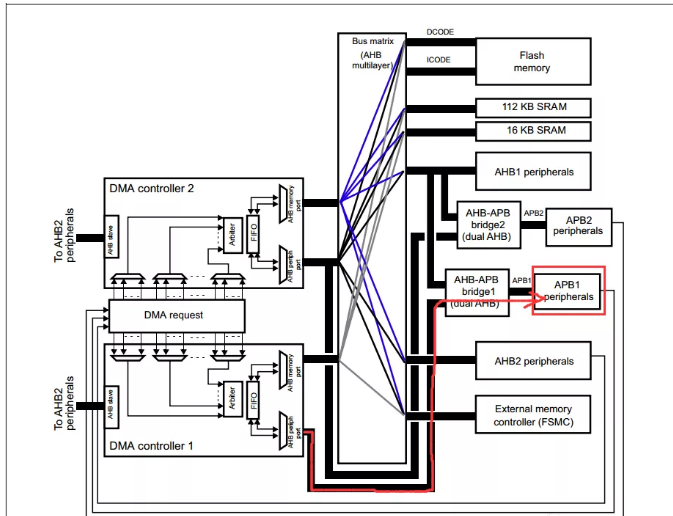 DCODE
Bus matrix
(AHB
multilayer)
ICODE
Flash
memory
112 KB SRAM
16 KB SRAM
AHB1 peripherals
DMA controller 2
AHB memory
port
To AHB2
peripherals
AHB slave
Arbiter
FIFO
AHB periph
port
AHB-APB
bridge2
(dual AHB)
APB2
APB2
peripherals
AHB-APB
bridge1
(dual AHB)
APB1
APB1
peripherals
DMA request
AHB2 peripherals
To AHB2
peripherals
AHB slave
Arbiter
FIFO
AHB memory
port
AHB periph
port
DMA controller 1
External memory
controller (FSMC)